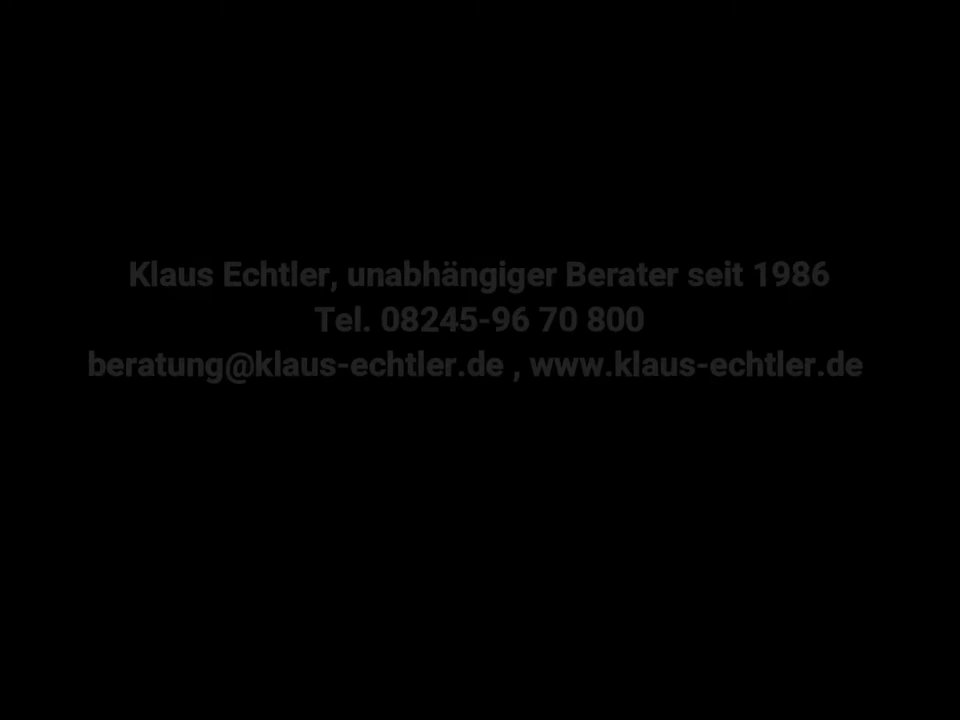 Klaus Echtler, unabhängiger Berater seit 1986
Tel. 08245-96 70 800
beratung@klaus-echtler.de , www.klaus-echtler.de